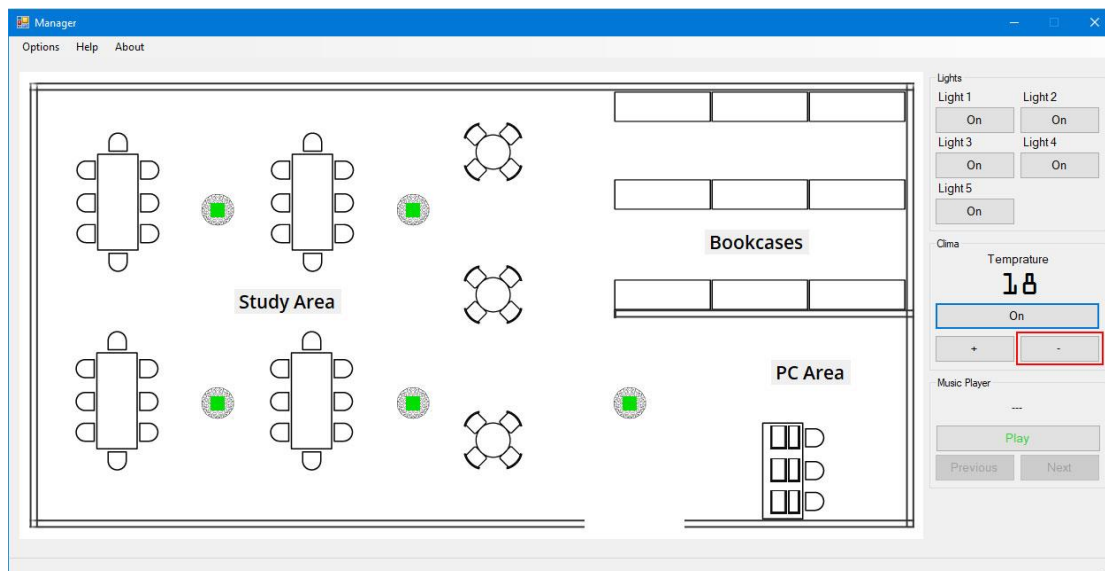 Manager
Options Help About
Lights
Light 1 Light 2
On On
Light 3 Light 4
On On
Light 5
On
Bookcases
Clima
Temprature
18
Study Area
On
+ -
PC Area
Music Player
---
Play
Previous Next